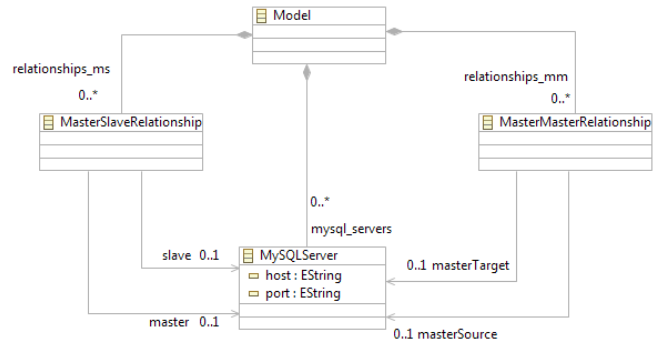 Model
relationships_ms
relationships_mm
0..*
0..*
MasterSlaveRelationship
MasterMasterRelationship
0..*
mysql_servers
slave 0..1
MySQLServer
0..1 masterTarget
host : EString
port : EString
master 0..1
0..1 masterSource